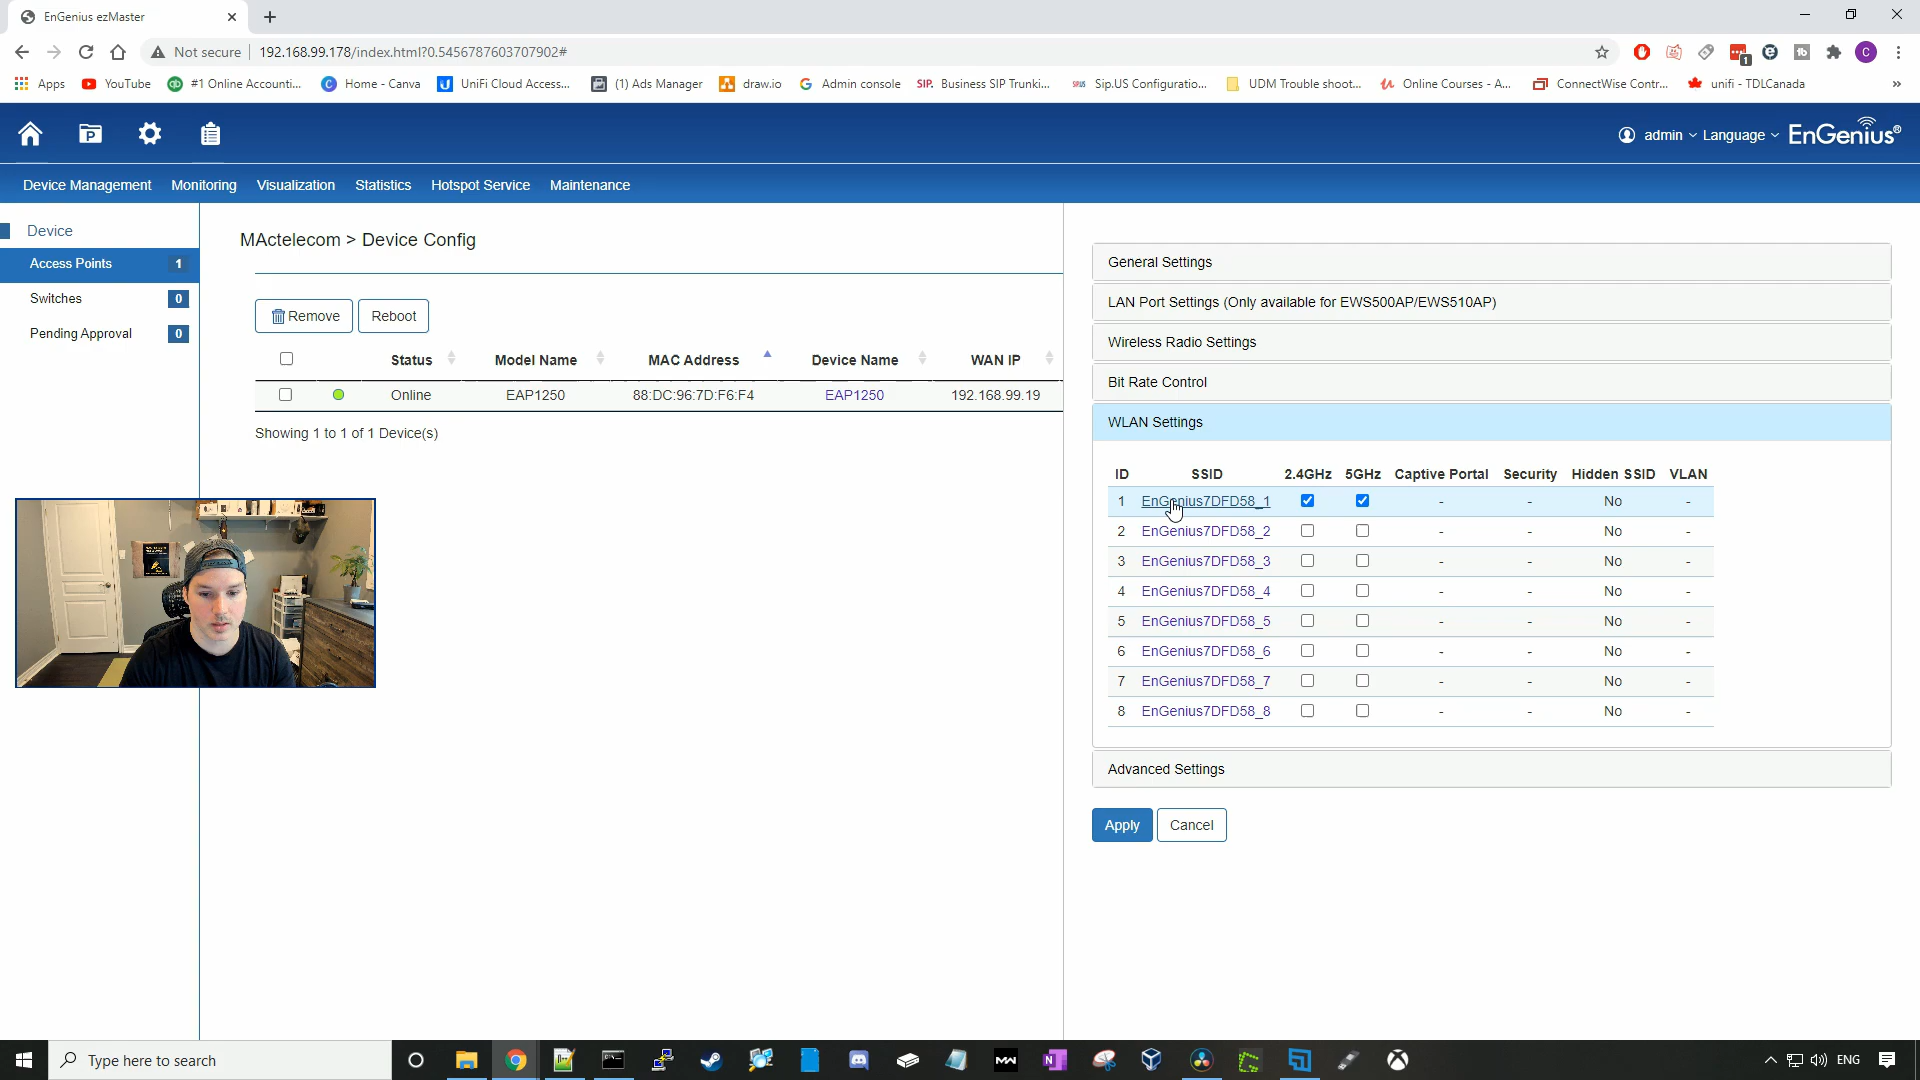 EnGenius ezMaster
Not secure
192.168.99.178/index.html?0.5456787603707902#
1
C
Apps
YouTube
#1 Online Accounti...
Home - Canva
UniFi Cloud Access...
(1) Ads Manager
draw.io
Admin console
SIP. Business SIP Trunki...
Sip.US Configuratio...
UDM Trouble shoot...
Online Courses - A...
ConnectWise Contr...
unifi - TDLCanada
»
admin
Language
EnGenius®
Device Management
Monitoring
Visualization
Statistics
Hotspot Service
Maintenance
Device
Access Points 1
Switches 0
Pending Approval 0
MActelecom > Device Config
Remove
Reboot
Status Model Name MAC Address Device Name WAN IP
Online EAP1250 88:DC:96:7D:F6:F4 EAP1250 192.168.99.19
Showing 1 to 1 of 1 Device(s)
General Settings
LAN Port Settings (Only available for EWS500AP/EWS510AP)
Wireless Radio Settings
Bit Rate Control
WLAN Settings
ID SSID 2.4GHz 5GHz Captive Portal Security Hidden SSID VLAN
1 EnGenius7DFD58_1 - - No -
2 EnGenius7DFD58_2 - - No -
3 EnGenius7DFD58_3 - - No -
4 EnGenius7DFD58_4 - - No -
5 EnGenius7DFD58_5 - - No -
6 EnGenius7DFD58_6 - - No -
7 EnGenius7DFD58_7 - - No -
8 EnGenius7DFD58_8 - - No -
Advanced Settings
Apply
Cancel
Type here to search
ENG